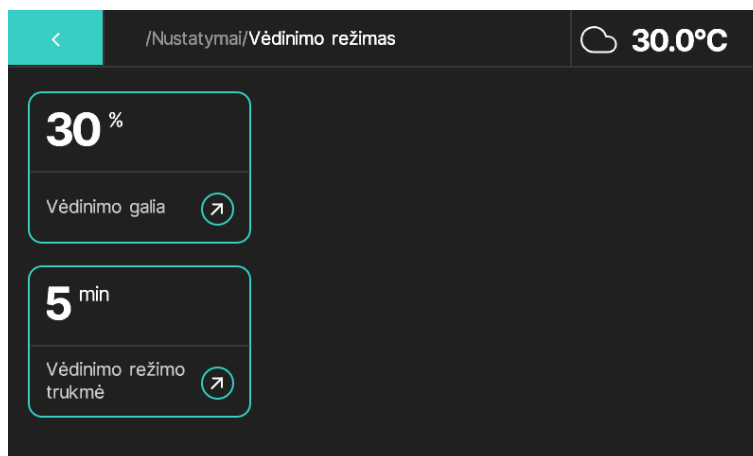 /Nustatymai/Vėdinimo režimas
30.0°C
30 %
Vėdinimo galia
5 min
Vėdinimo režimo
trukmė